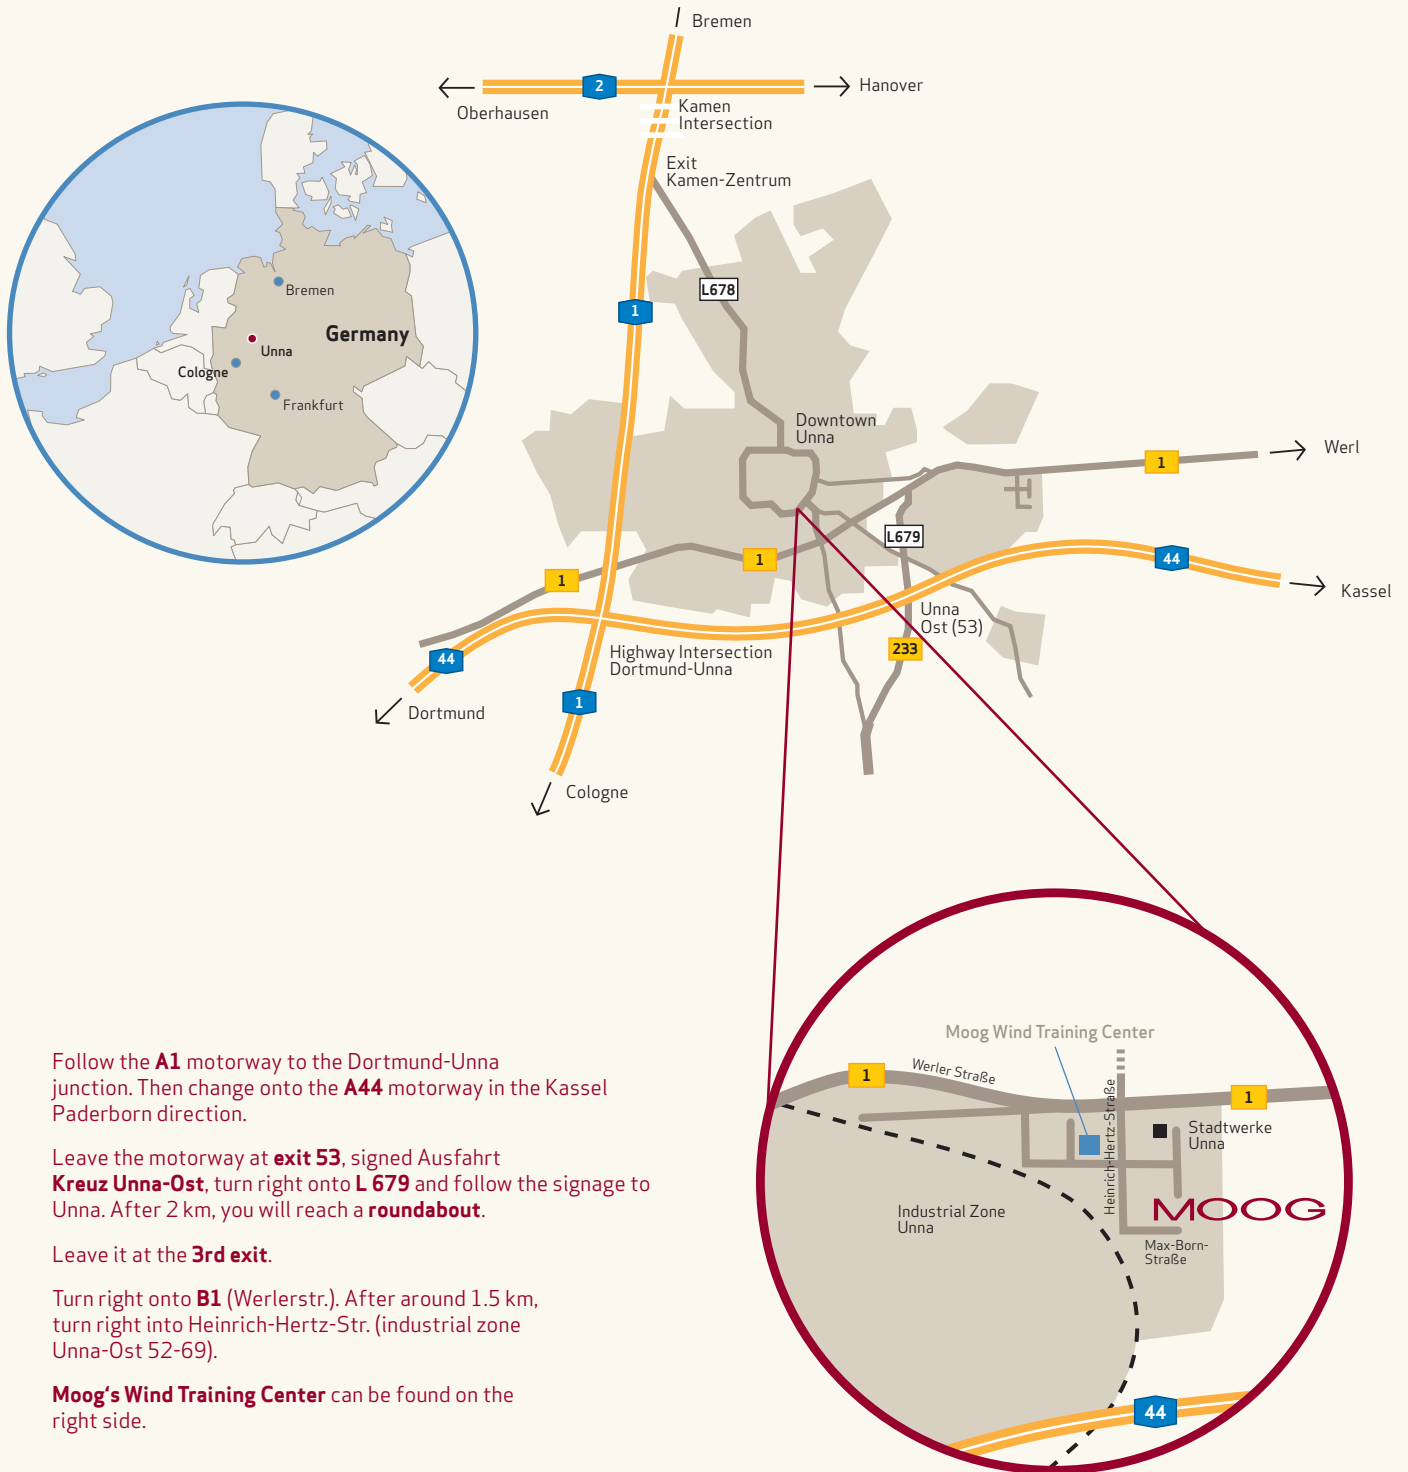 Bremen
2
Hanover
Oberhausen
Kamen
Intersection
Exit
Kamen-Zentrum
L678
1
Bremen
Germany
Unna
Cologne
Frankfurt
Downtown
Unna
1
Werl
L679
1
44
1
Kassel
Unna
Ost (53)
233
Highway Intersection
Dortmund-Unna
44
1
Dortmund
Cologne
Follow the A1 motorway to the Dortmund-Unna
junction. Then change onto the A44 motorway in the Kassel
Paderborn direction.
Leave the motorway at exit 53, signed Ausfahrt
Kreuz Unna-Ost, turn right onto L 679 and follow the signage to
Unna. After 2 km, you will reach a roundabout.
Leave it at the 3rd exit.
Turn right onto B1 (Werlerstr.). After around 1.5 km,
turn right into Heinrich-Hertz-Str. (industrial zone
Unna-Ost 52-69).
Moog‘s Wind Training Center can be found on the
right side.
Moog Wind Training Center
1
Werler Straße
Heinrich-Hertz-Straße
1
Stadtwerke
Unna
MOOG
Industrial Zone
Unna
Max-Born-
Straße
44